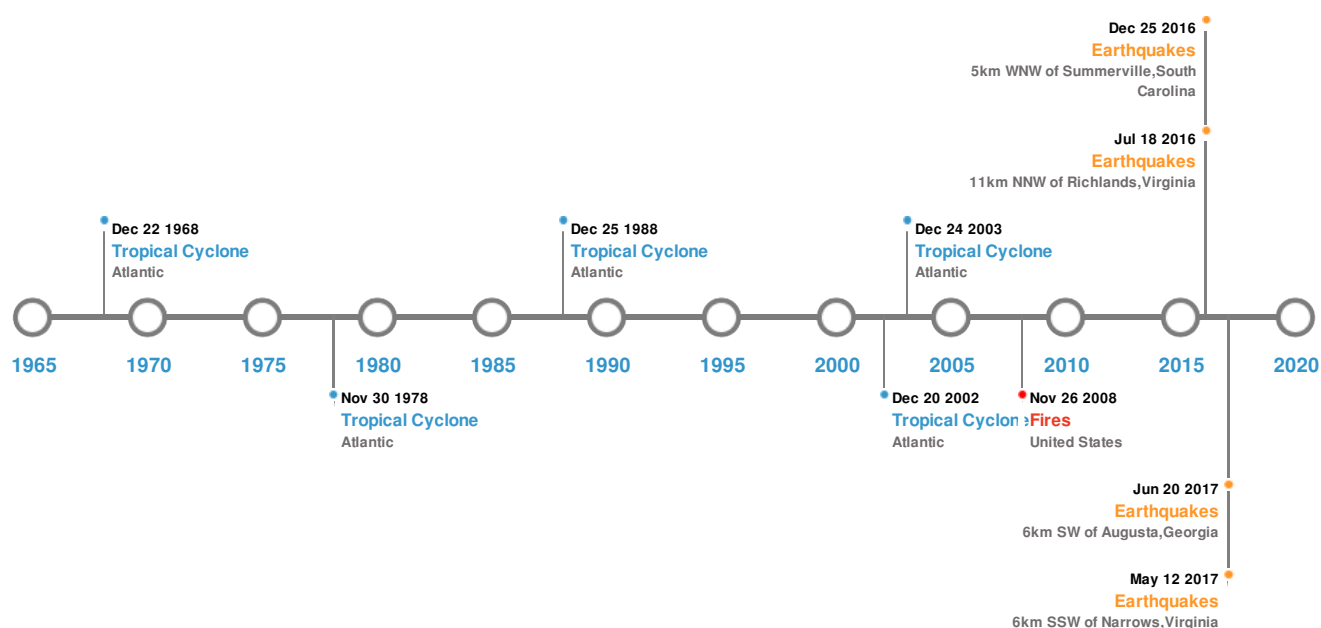 Dec 25 2016
Earthquakes
5km WNW of Summerville,South
Carolina
Jul 18 2016
Earthquakes
11km NNW of Richlands,Virginia
Dec 22 1968
Tropical Cyclone
Atlantic
Dec 25 1988
Tropical Cyclone
Atlantic
Dec 24 2003
Tropical Cyclone
Atlantic
1965
1970
1975
1980
1985
1990
1995
2000
2005
2010
2015
2020
Nov 30 1978
Tropical Cyclone
Atlantic
Dec 20 2002
Tropical Cyclone
Atlantic
Nov 26 2008
Fires
United States
Jun 20 2017
Earthquakes
6km SW of Augusta,Georgia
May 12 2017
Earthquakes
6km SSW of Narrows,Virginia